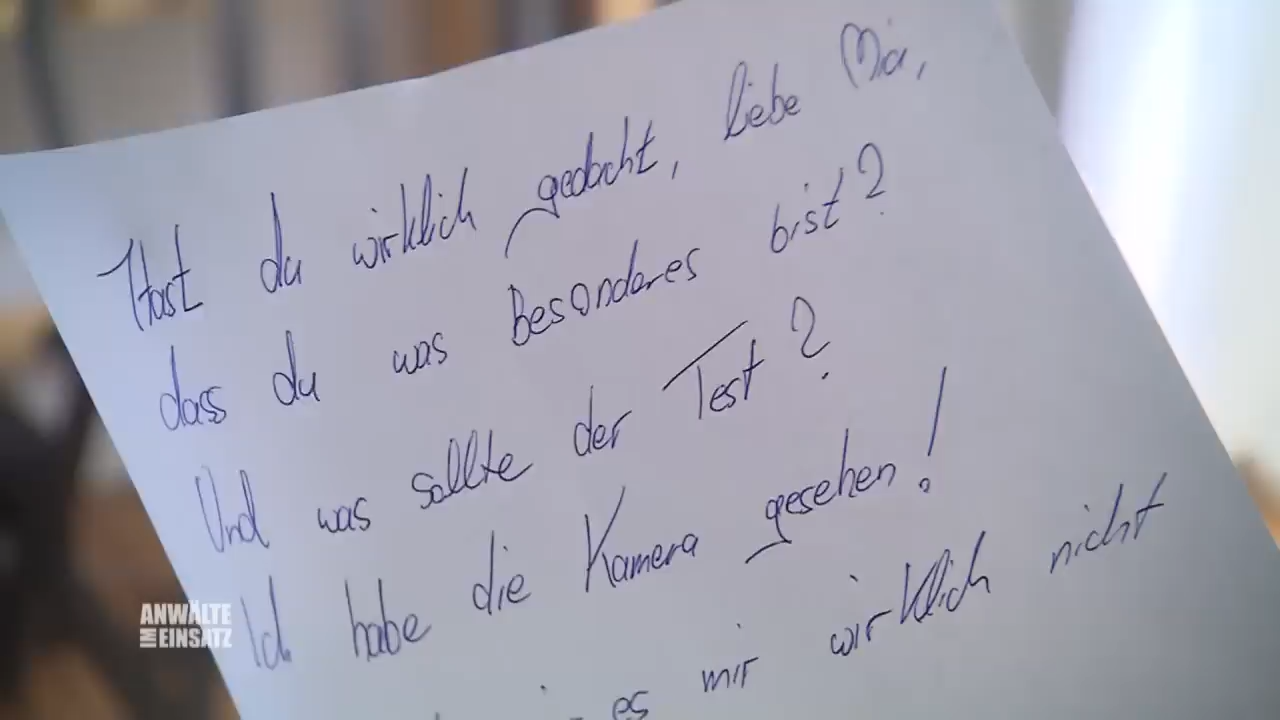 Hast du wirklich gedacht, liebe Mia,
dass du was Besonderes bist?
Und was sollte der Test?
Ich habe die Kamera gesehen!
es mir wirklich nicht
ANWÄLTE
IM EINSATZ